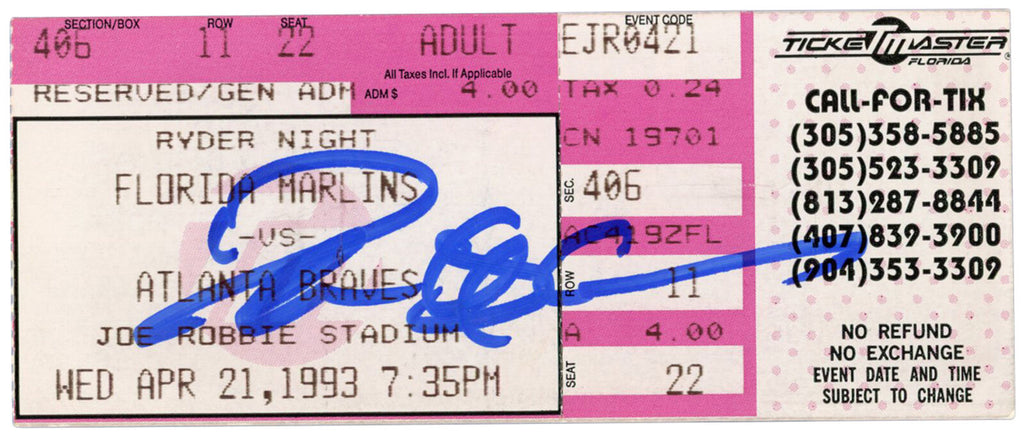 SECTION/BOX ROW SEAT
406 11 22 ADULT
All Taxes Incl. If Applicable
RESERVED/GEN ADM ADM $ 4.00
RYDER NIGHT
FLORIDA MARLINS
-VS-
ATLANTA BRAVES
JOE ROBBIE STADIUM
WED APR 21,1993 7:35PM
EVENT CODE
EJR0421
TAX 0.24
CN 19701
SEC. 406
AC419ZFL
ROW 11
A 4.00
SEAT 22
TICKETMASTER
FLORIDA
CALL-FOR-TIX
(305)358-5885
(305)523-3309
(813)287-8844
(407)839-3900
(904)353-3309
NO REFUND
NO EXCHANGE
EVENT DATE AND TIME
SUBJECT TO CHANGE